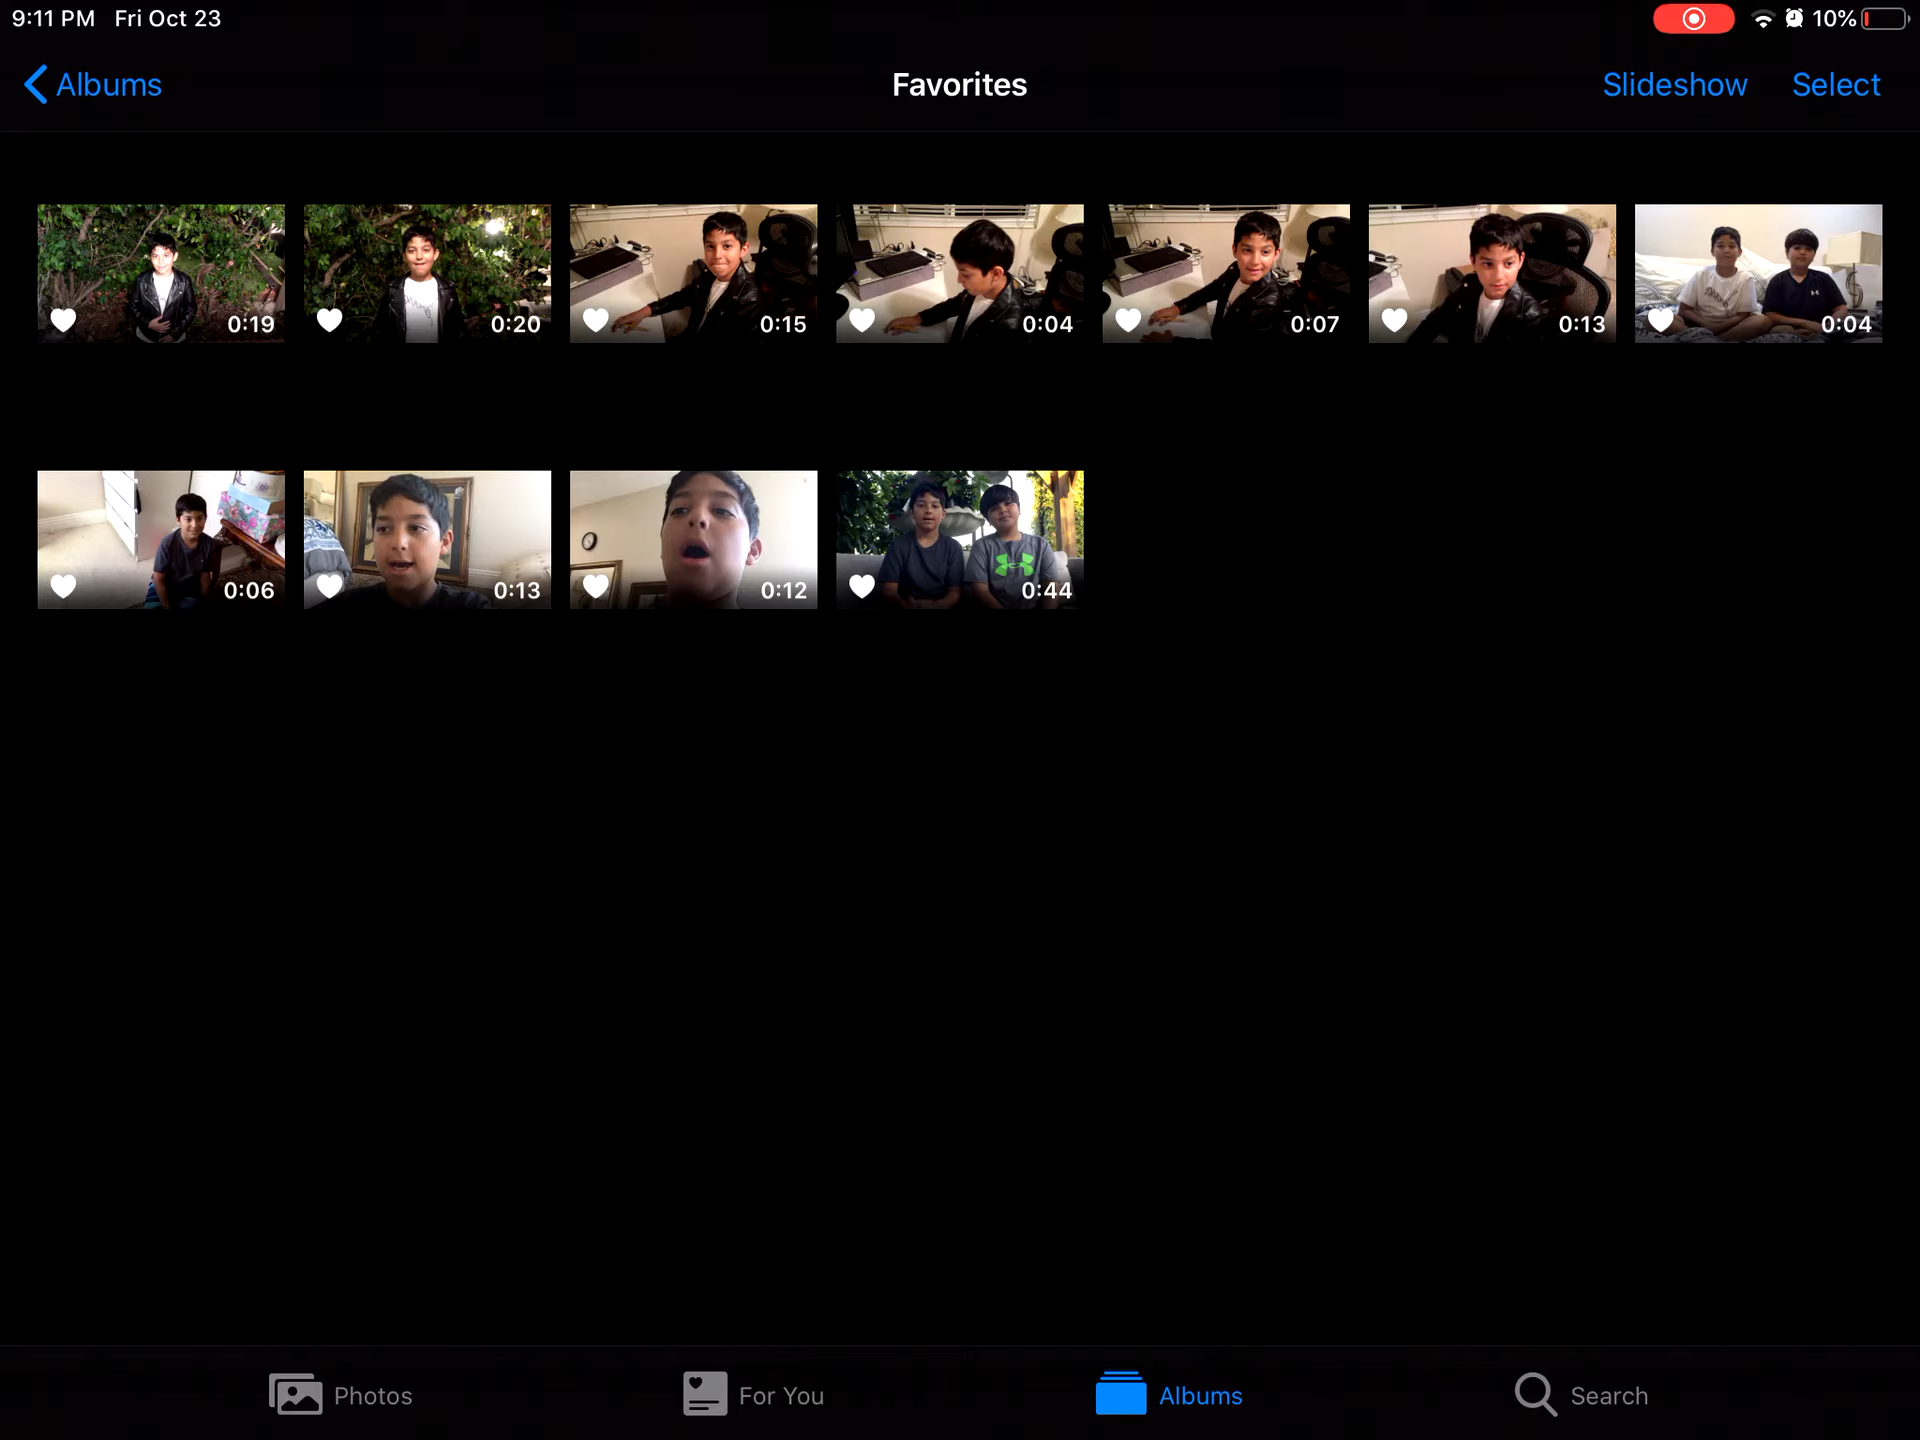 9:11 PM Fri Oct 23 10%
Albums Favorites Slideshow Select
0:19 0:20 0:15 0:04 0:07 0:13 0:04
0:06 0:13 0:12 0:44
Photos For You Albums Search